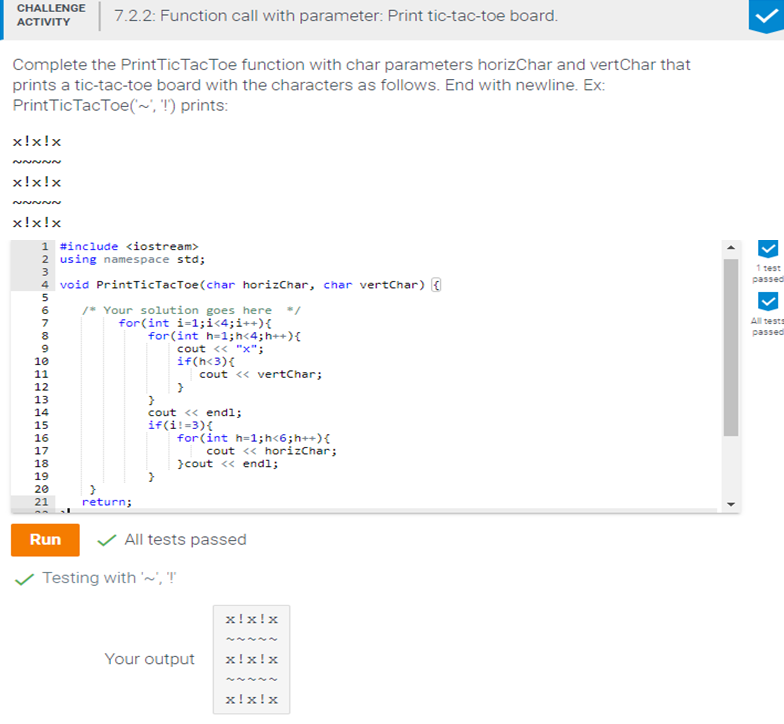 CHALLENGE
ACTIVITY
7.2.2: Function call with parameter: Print tic-tac-toe board.
Complete the PrintTicTacToe function with char parameters horizChar and vertChar that
prints a tic-tac-toe board with the characters as follows. End with newline. Ex:
PrintTicTacToe('~', '!') prints:
x!x!x
~~~~~
x!x!x
~~~~~
x!x!x
1 #include <iostream>
2 using namespace std;
3
4 void PrintTicTacToe(char horizChar, char vertChar) {
5
6 /* Your solution goes here */
7 for(int i=1;i<4;i++){
8 for(int h=1;h<4;h++){
9 cout << "x";
10 if(h<3){
11 cout << vertChar;
12 }
13 }
14 cout << endl;
15 if(i!=3){
16 for(int h=1;h<6;h++){
17 cout << horizChar;
18 }cout << endl;
19 }
20 }
21 return;
1 test
passed
All tests
passed
Run
All tests passed
Testing with '~', '!'
Your output
x!x!x
~~~~~
x!x!x
~~~~~
x!x!x